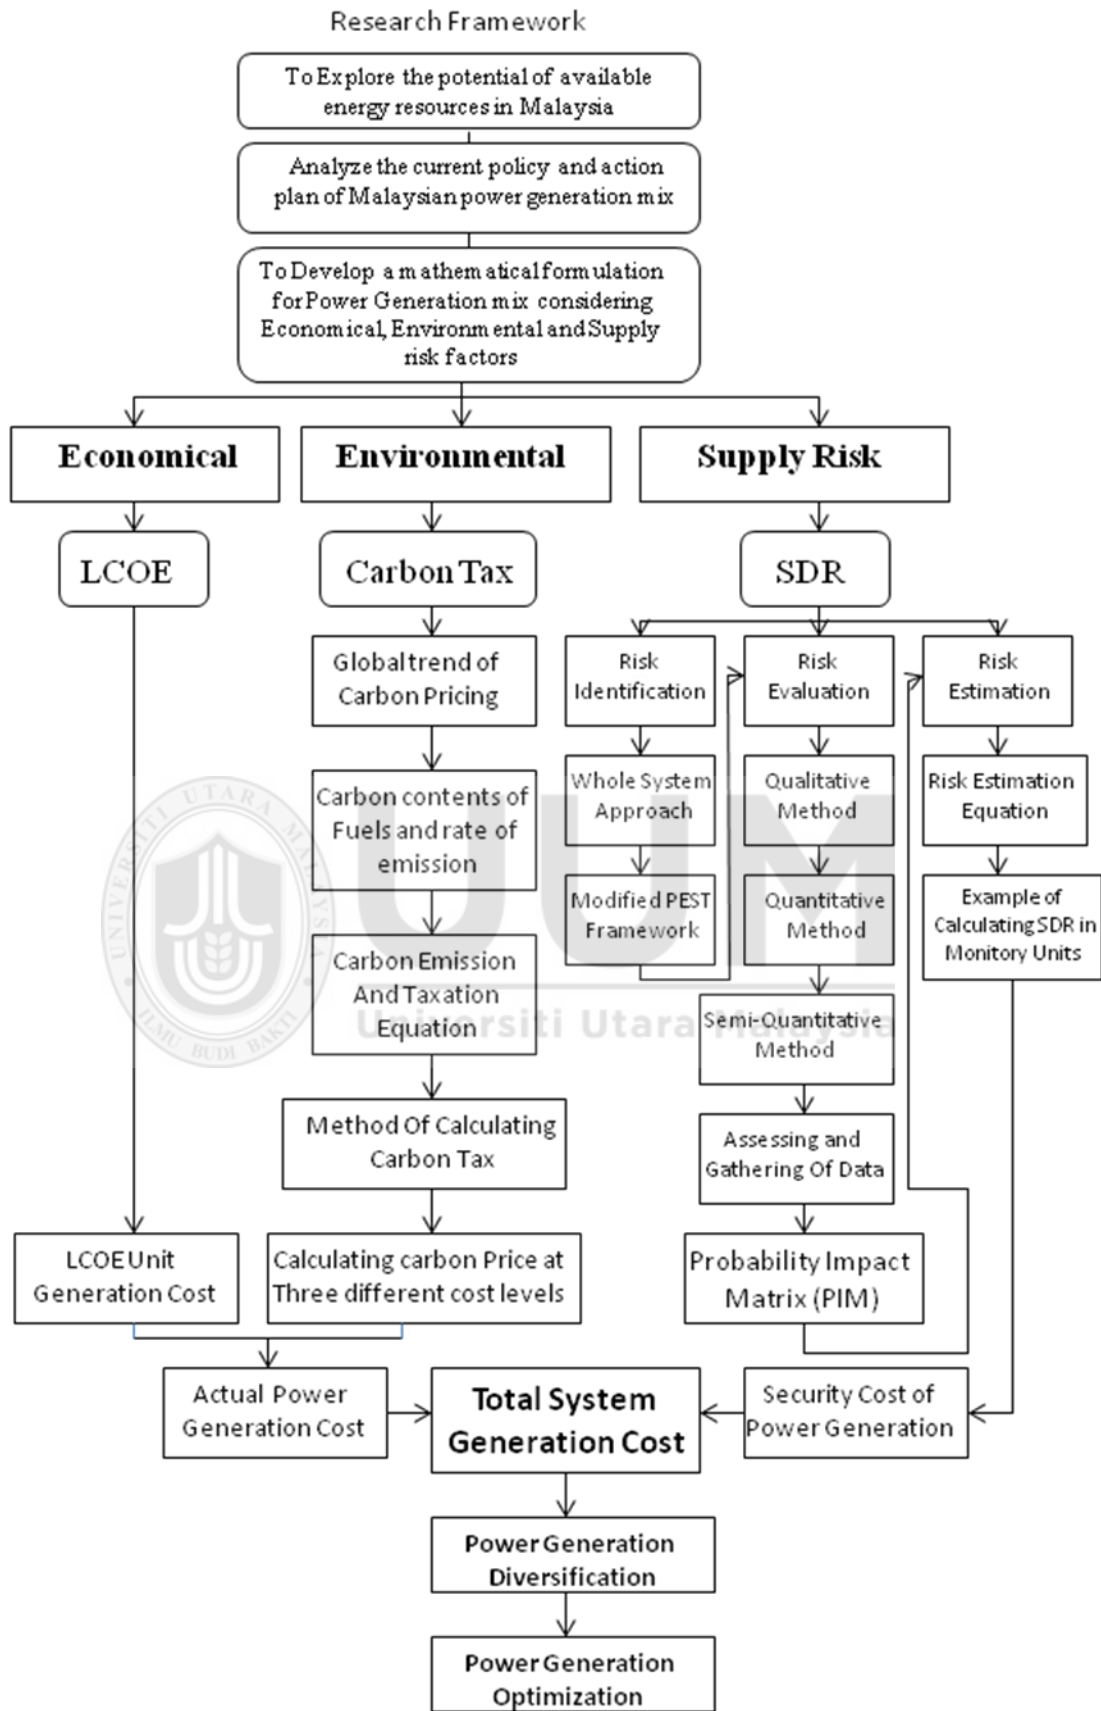 Research Framework
To Explore the potential of available
energy resources in Malaysia
Analyze the current policy and action
plan of Malaysian power generation mix
To Develop a mathematical formulation
for Power Generation mix considering
Economical, Environmental and Supply
risk factors
Economical
Environmental
Supply Risk
LCOE
Carbon Tax
SDR
Global trend of
Carbon Pricing
Risk
Identification
Risk
Evaluation
Risk
Estimation
Carbon contents of
Fuels and rate of
emission
Whole System
Approach
Qualitative
Method
Risk Estimation
Equation
Modified PEST
Framework
Quantitative
Method
Example of
Calculating SDR in
Monitory Units
Carbon Emission
And Taxation
Equation
Semi-Quantitative
Method
Method Of Calculating
Carbon Tax
Assessing and
Gathering Of Data
LCOE Unit
Generation Cost
Calculating carbon Price at
Three different cost levels
Probability Impact
Matrix (PIM)
Actual Power
Generation Cost
Total System
Generation Cost
Security Cost of
Power Generation
Power Generation
Diversification
Power Generation
Optimization
UUM
Universiti Utara Malaysia
UNIVERSITI UTARA MALAYSIA
ILMU BUDI BAKTI